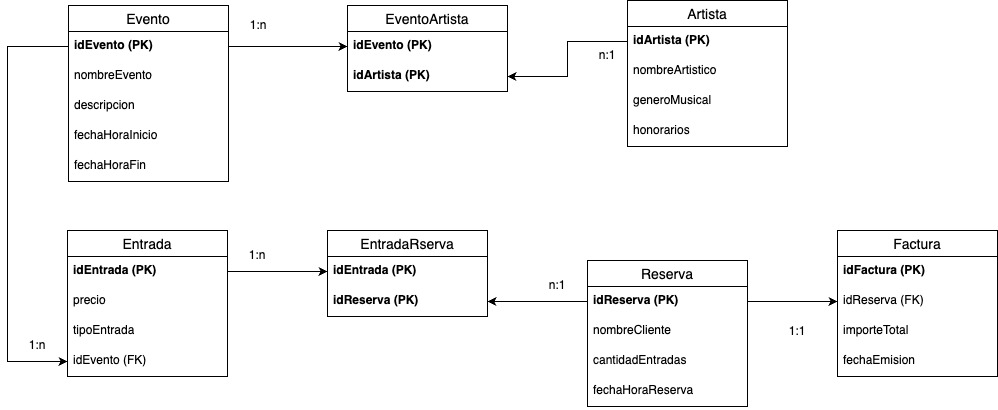 Evento
idEvento (PK)
nombreEvento
descripcion
fechaHoraInicio
fechaHoraFin
1:n
EventoArtista
idEvento (PK)
idArtista (PK)
n:1
Artista
idArtista (PK)
nombreArtistico
generoMusical
honorarios
1:n
Entrada
idEntrada (PK)
precio
tipoEntrada
idEvento (FK)
1:n
EntradaRserva
idEntrada (PK)
idReserva (PK)
n:1
Reserva
idReserva (PK)
nombreCliente
cantidadEntradas
fechaHoraReserva
1:1
Factura
idFactura (PK)
idReserva (FK)
importeTotal
fechaEmision